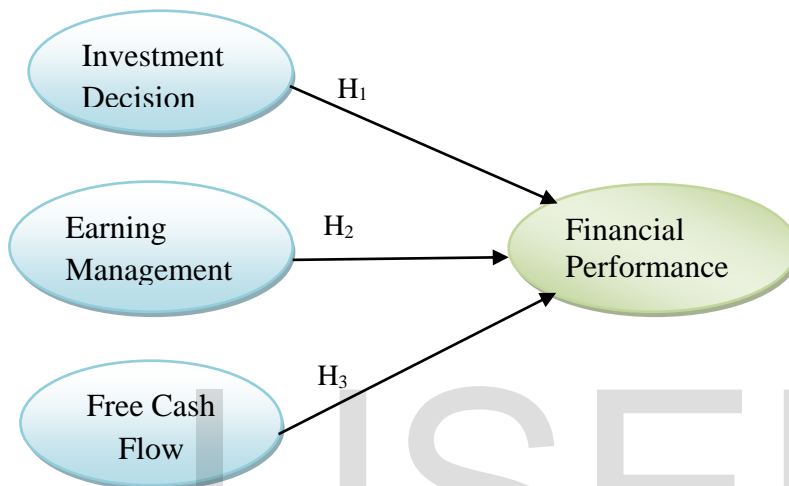 Investment
Decision
H₁
Earning
Management
H₂
Financial
Performance
Free Cash
Flow
H₃